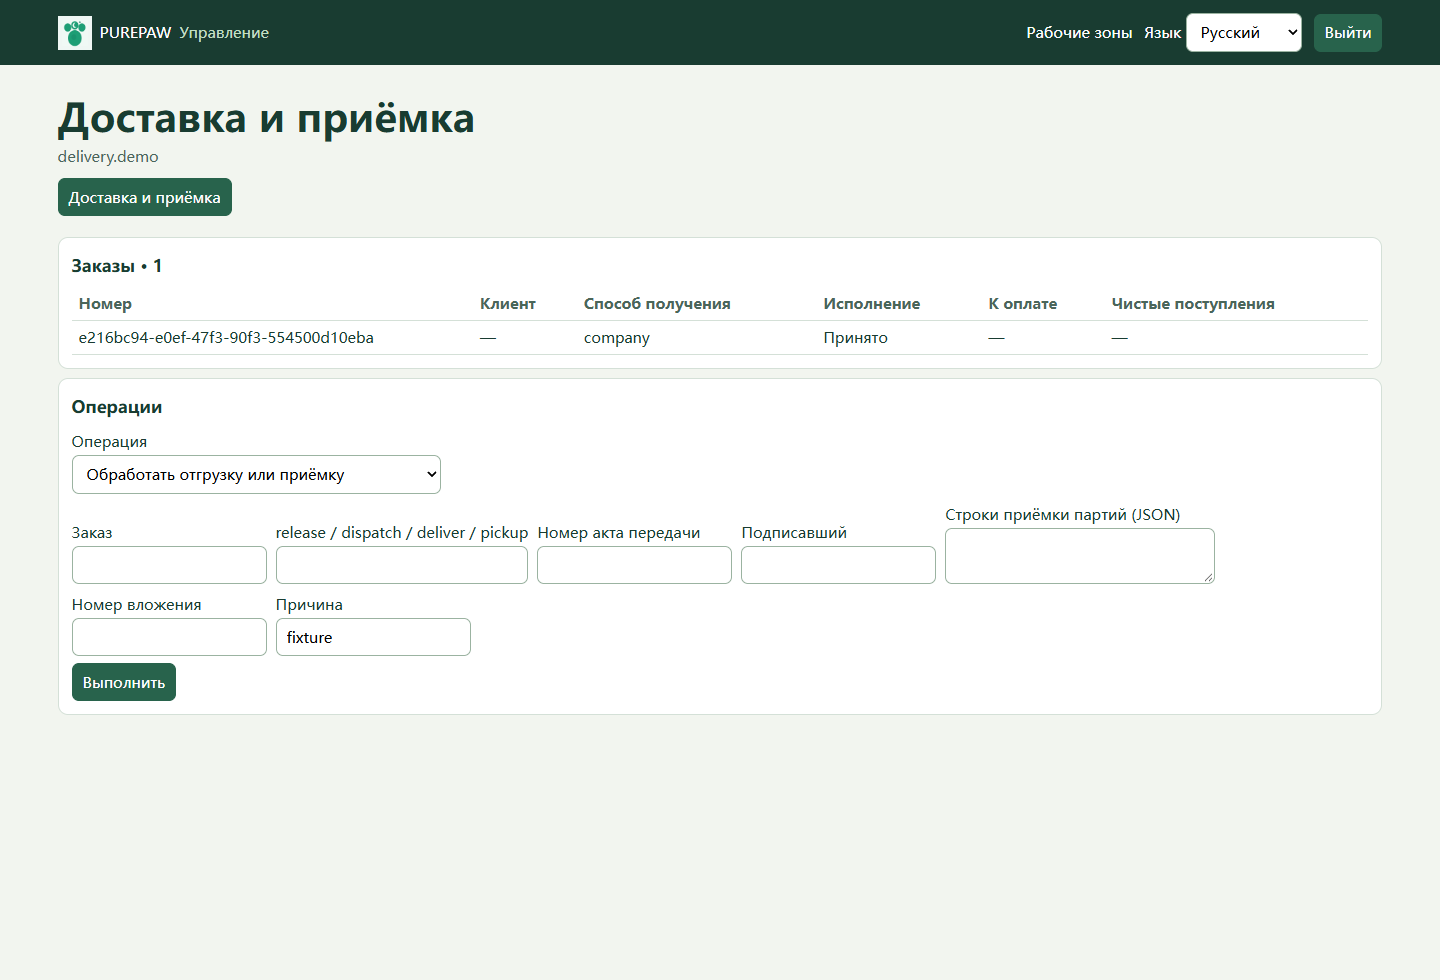 PUREPAW Управление Рабочие зоны Язык Русский Выйти
Доставка и приёмка
delivery.demo
Доставка и приёмка
Заказы • 1
Номер Клиент Способ получения Исполнение К оплате Чистые поступления
e216bc94-e0ef-47f3-90f3-554500d10eba — company Принято — —
Операции
Операция
Обработать отгрузку или приёмку
Заказ release / dispatch / deliver / pickup Номер акта передачи Подписавший Строки приёмки партий (JSON)
Номер вложения Причина
fixture
Выполнить